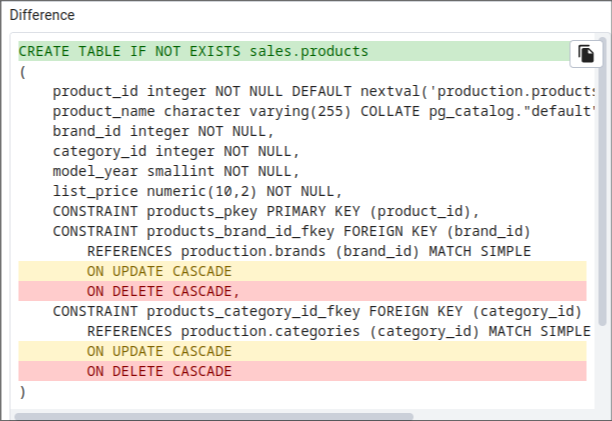 Difference
CREATE TABLE IF NOT EXISTS sales.products
(
    product_id integer NOT NULL DEFAULT nextval('production.products
    product_name character varying(255) COLLATE pg_catalog."default"
    brand_id integer NOT NULL,
    category_id integer NOT NULL,
    model_year smallint NOT NULL,
    list_price numeric(10,2) NOT NULL,
    CONSTRAINT products_pkey PRIMARY KEY (product_id),
    CONSTRAINT products_brand_id_fkey FOREIGN KEY (brand_id)
        REFERENCES production.brands (brand_id) MATCH SIMPLE
        ON UPDATE CASCADE
        ON DELETE CASCADE,
    CONSTRAINT products_category_id_fkey FOREIGN KEY (category_id)
        REFERENCES production.categories (category_id) MATCH SIMPLE
        ON UPDATE CASCADE
        ON DELETE CASCADE
)